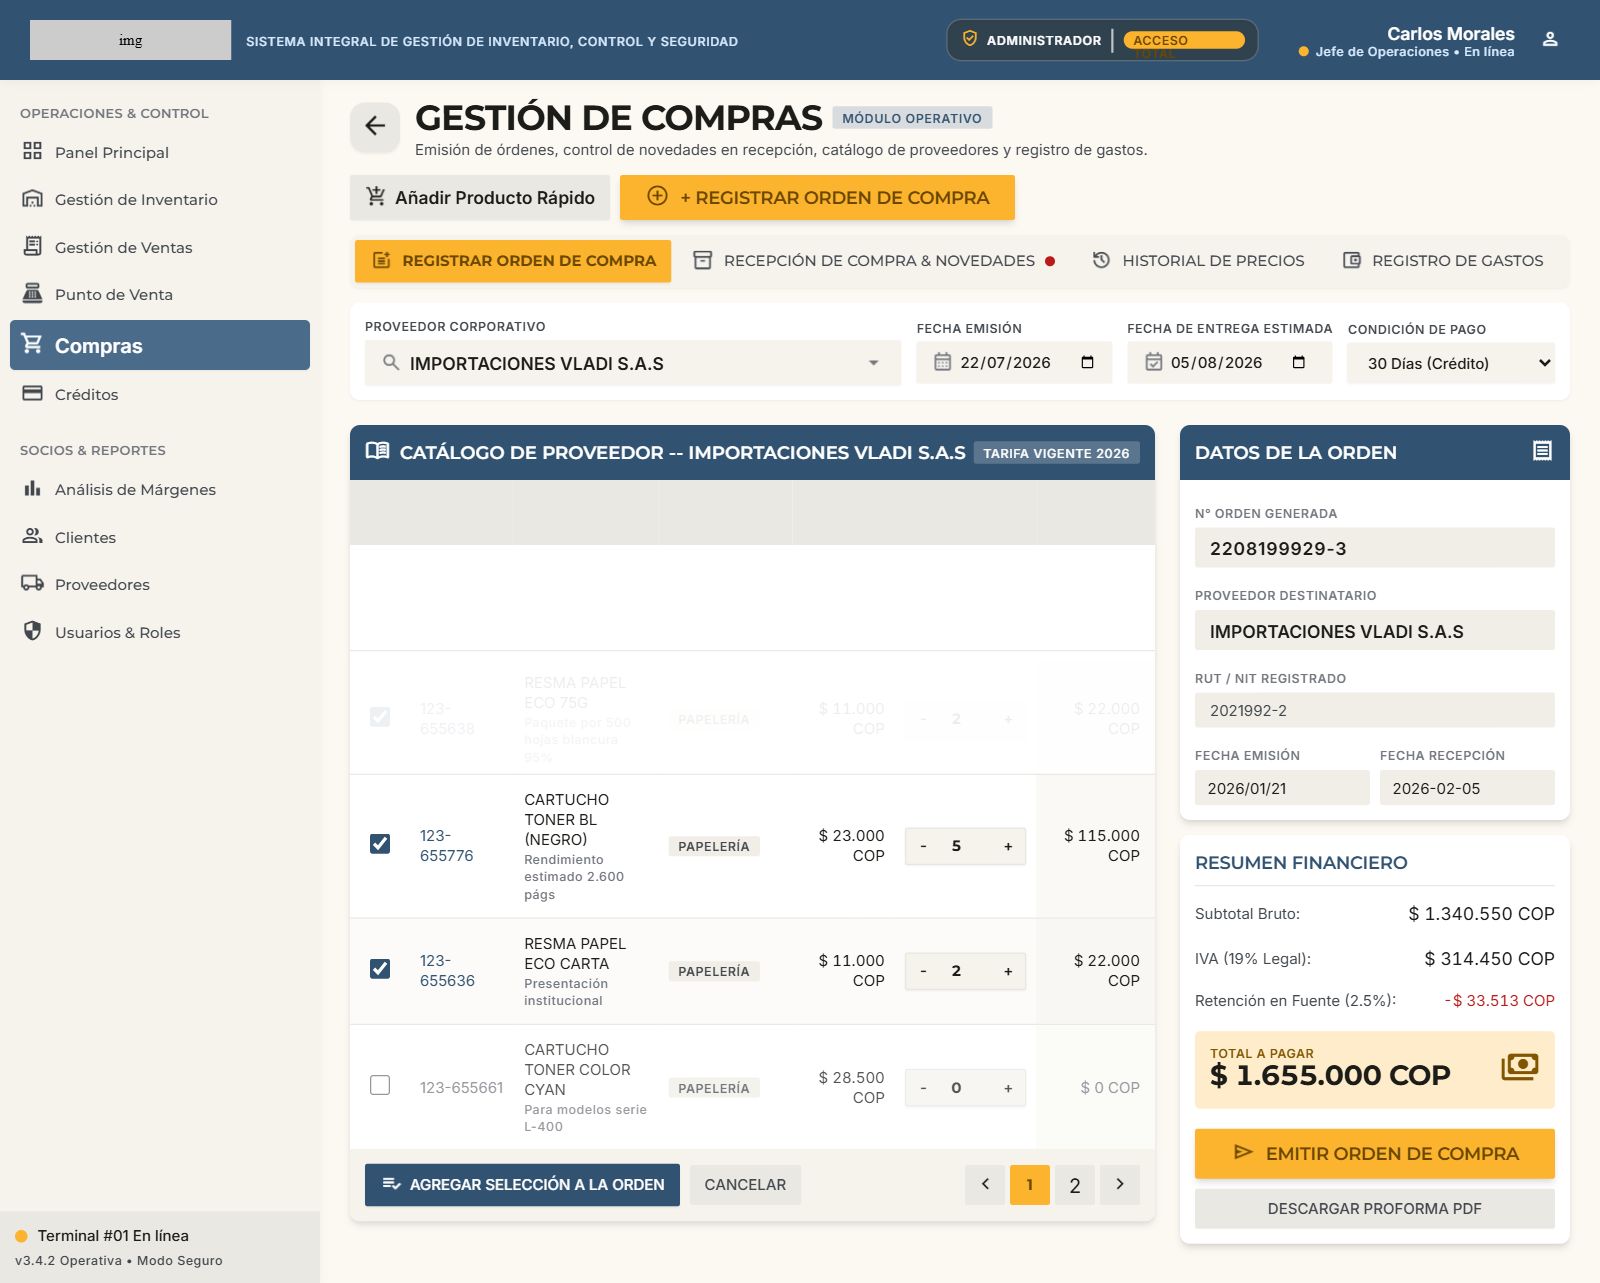 img
SISTEMA INTEGRAL DE GESTIÓN DE INVENTARIO, CONTROL Y SEGURIDAD
ADMINISTRADOR
ACCESO
TOTAL
Carlos Morales
Jefe de Operaciones • En línea
OPERACIONES & CONTROL
Panel Principal
Gestión de Inventario
Gestión de Ventas
Punto de Venta
Compras
Créditos
SOCIOS & REPORTES
Análisis de Márgenes
Clientes
Proveedores
Usuarios & Roles
Terminal #01 En línea
v3.4.2 Operativa • Modo Seguro
GESTIÓN DE COMPRAS
MÓDULO OPERATIVO
Emisión de órdenes, control de novedades en recepción, catálogo de proveedores y registro de gastos.
Añadir Producto Rápido
+ REGISTRAR ORDEN DE COMPRA
REGISTRAR ORDEN DE COMPRA
RECEPCIÓN DE COMPRA & NOVEDADES
HISTORIAL DE PRECIOS
REGISTRO DE GASTOS
PROVEEDOR CORPORATIVO
IMPORTACIONES VLADI S.A.S
FECHA EMISIÓN
22/07/2026
FECHA DE ENTREGA ESTIMADA
05/08/2026
CONDICIÓN DE PAGO
30 Días (Crédito)
CATÁLOGO DE PROVEEDOR -- IMPORTACIONES VLADI S.A.S
TARIFA VIGENTE 2026
123-
655638
RESMA PAPEL
ECO 75G
Paquete por 500
hojas blancura
95%
PAPELERÍA
$ 11.000
COP
- 2 +
$ 22.000
COP
123-
655776
CARTUCHO
TONER BL
(NEGRO)
Rendimiento
estimado 2.600
págs
PAPELERÍA
$ 23.000
COP
- 5 +
$ 115.000
COP
123-
655636
RESMA PAPEL
ECO CARTA
Presentación
institucional
PAPELERÍA
$ 11.000
COP
- 2 +
$ 22.000
COP
123-655661
CARTUCHO
TONER COLOR
CYAN
Para modelos serie
L-400
PAPELERÍA
$ 28.500
COP
- 0 +
$ 0 COP
AGREGAR SELECCIÓN A LA ORDEN
CANCELAR
1
2
DATOS DE LA ORDEN
N° ORDEN GENERADA
2208199929-3
PROVEEDOR DESTINATARIO
IMPORTACIONES VLADI S.A.S
RUT / NIT REGISTRADO
2021992-2
FECHA EMISIÓN
2026/01/21
FECHA RECEPCIÓN
2026-02-05
RESUMEN FINANCIERO
Subtotal Bruto: $ 1.340.550 COP
IVA (19% Legal): $ 314.450 COP
Retención en Fuente (2.5%): -$ 33.513 COP
TOTAL A PAGAR
$ 1.655.000 COP
EMITIR ORDEN DE COMPRA
DESCARGAR PROFORMA PDF